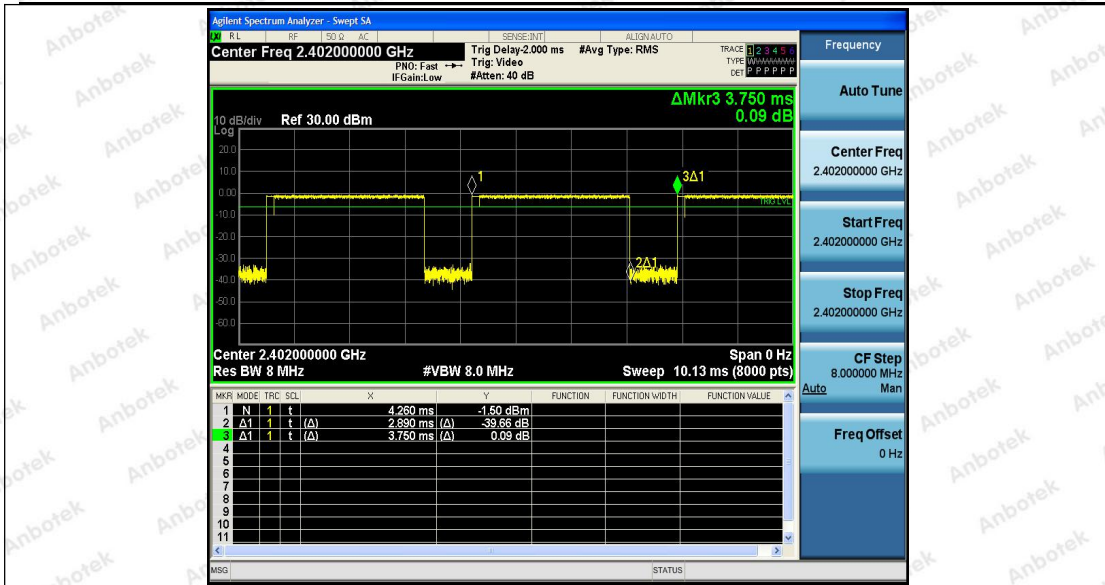 Agilent Spectrum Analyzer - Swept SA
LXI RL RF 50 Ω AC SENSE:INT ALIGNAUTO
Center Freq 2.402000000 GHz
PNO: Fast
IFGain:Low
Trig Delay-2.000 ms
Trig: Video
#Atten: 40 dB
#Avg Type: RMS
TRACE 1 2 3 4 5 6
TYPE WWWWWW
DET P P P P P P
ΔMkr3 3.750 ms
0.09 dB
10 dB/div Ref 30.00 dBm
Log
20.0
10.0
0.00
-10.0
-20.0
-30.0
-40.0
-50.0
-60.0
1
3Δ1
TRIG LVL
2Δ1
Center 2.402000000 GHz Span 0 Hz
Res BW 8 MHz #VBW 8.0 MHz Sweep 10.13 ms (8000 pts)
MKR MODE TRC SCL X Y FUNCTION FUNCTION WIDTH FUNCTION VALUE
1 N 1 t 4.260 ms -1.50 dBm
2 Δ1 1 t (Δ) 2.890 ms (Δ) -39.66 dB
3 Δ1 1 t (Δ) 3.750 ms (Δ) 0.09 dB
4
5
6
7
8
9
10
11
MSG STATUS
Frequency
Auto Tune
Center Freq
2.402000000 GHz
Start Freq
2.402000000 GHz
Stop Freq
2.402000000 GHz
CF Step
8.000000 MHz
Auto Man
Freq Offset
0 Hz
Anbotek